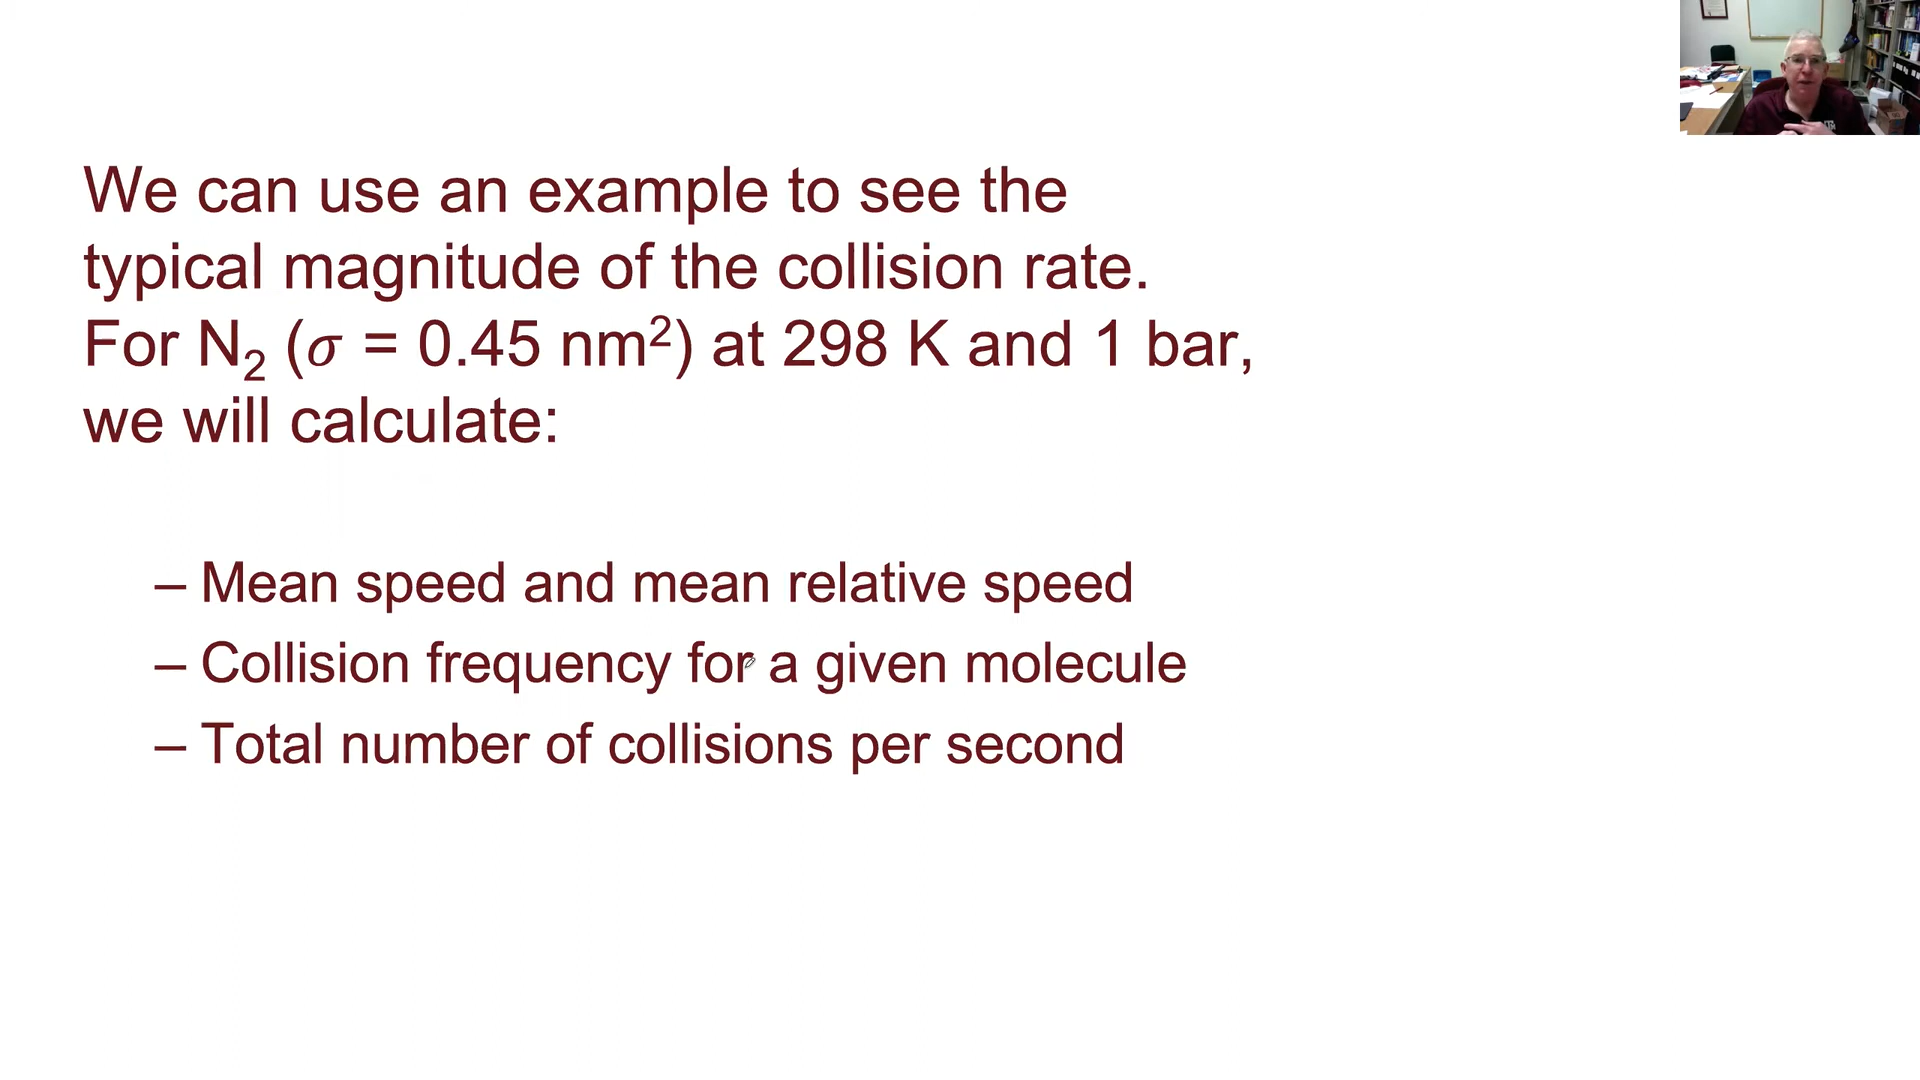 We can use an example to see the
typical magnitude of the collision rate.
For N₂ (σ = 0.45 nm²) at 298 K and 1 bar,
we will calculate:
– Mean speed and mean relative speed
– Collision frequency for a given molecule
– Total number of collisions per second